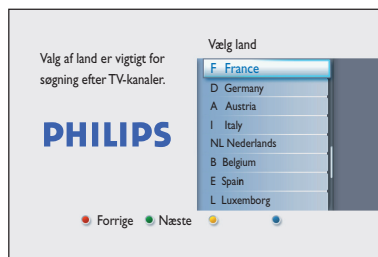 Valg af land er vigtigt for
søgning efter TV-kanaler.
PHILIPS
Vælg land
F France
D Germany
A Austria
I Italy
NL Nederlands
B Belgium
E Spain
L Luxemborg
Forrige Næste